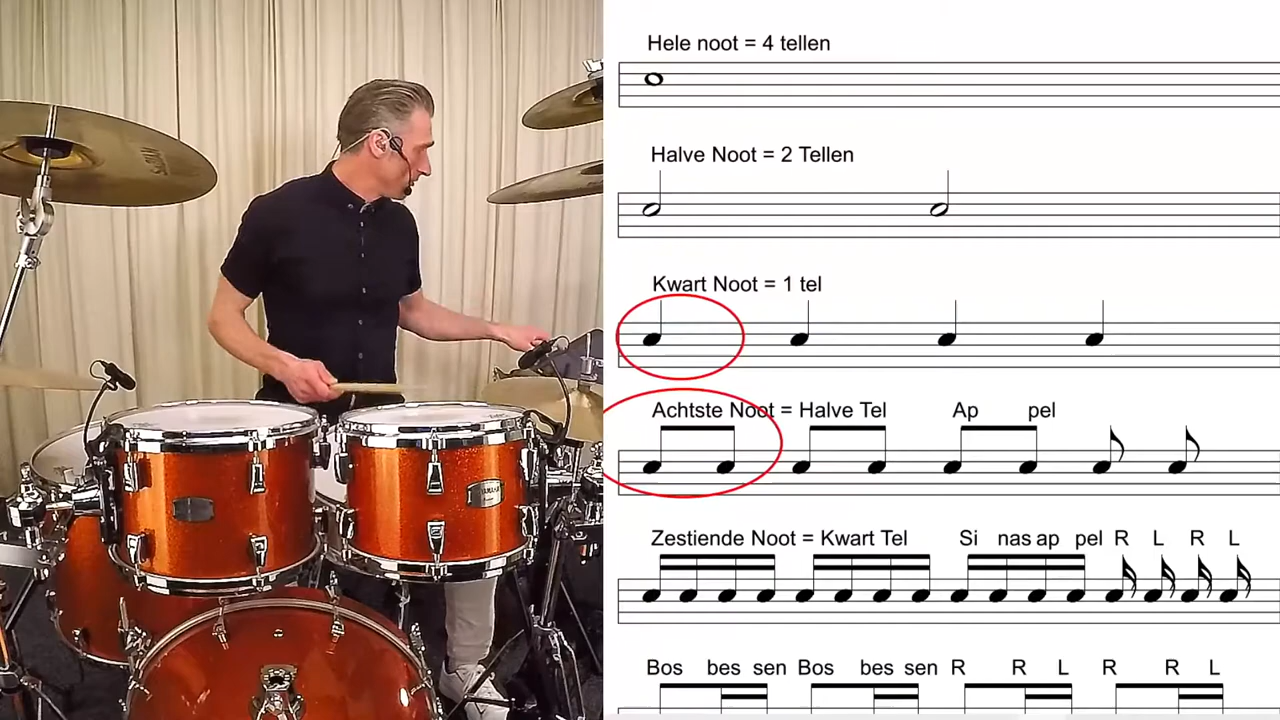 Hele noot = 4 tellen
Halve Noot = 2 Tellen
Kwart Noot = 1 tel
Achtste Noot = Halve Tel Ap pel
Zestiende Noot = Kwart Tel Si nas ap pel R L R L
Bos bes sen Bos bes sen R R L R R L
YAMAHA